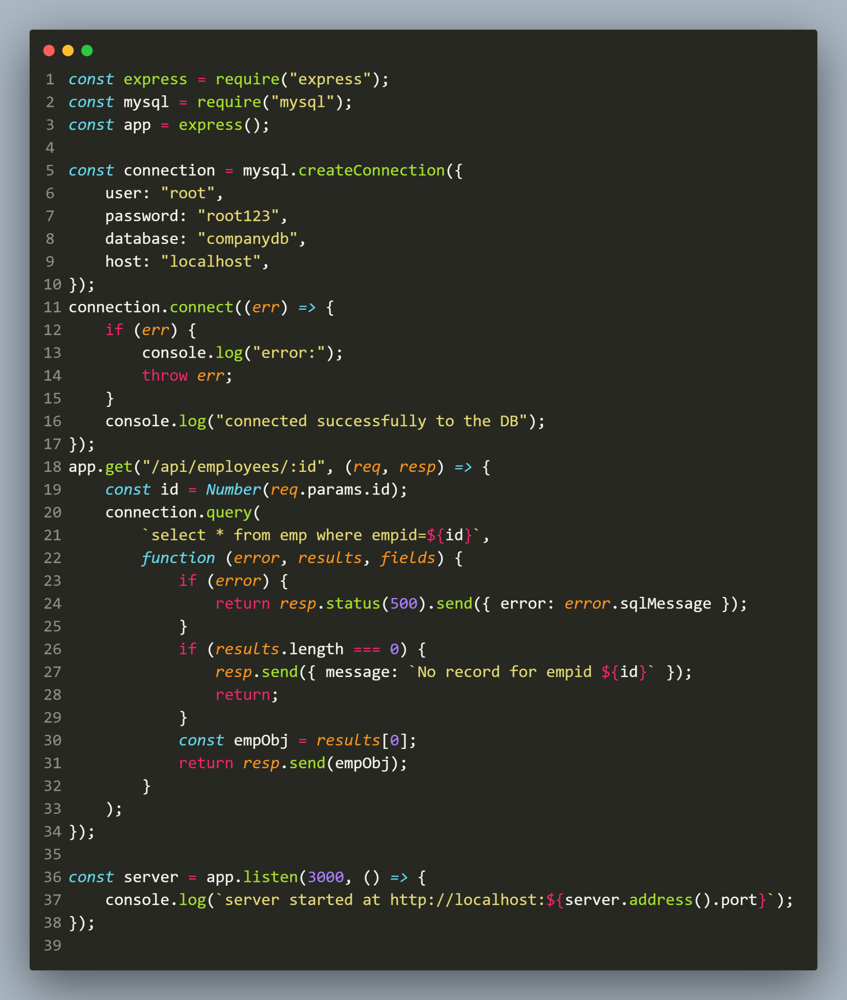 1 const express = require("express");
2 const mysql = require("mysql");
3 const app = express();
4
5 const connection = mysql.createConnection({
6     user: "root",
7     password: "root123",
8     database: "companydb",
9     host: "localhost",
10 });
11 connection.connect((err) => {
12     if (err) {
13         console.log("error:");
14         throw err;
15     }
16     console.log("connected successfully to the DB");
17 });
18 app.get("/api/employees/:id", (req, resp) => {
19     const id = Number(req.params.id);
20     connection.query(
21         `select * from emp where empid=${id}`,
22         function (error, results, fields) {
23             if (error) {
24                 return resp.status(500).send({ error: error.sqlMessage });
25             }
26             if (results.length === 0) {
27                 resp.send({ message: `No record for empid ${id}` });
28                 return;
29             }
30             const empObj = results[0];
31             return resp.send(empObj);
32         }
33     );
34 });
35
36 const server = app.listen(3000, () => {
37     console.log(`server started at http://localhost:${server.address().port}`);
38 });
39